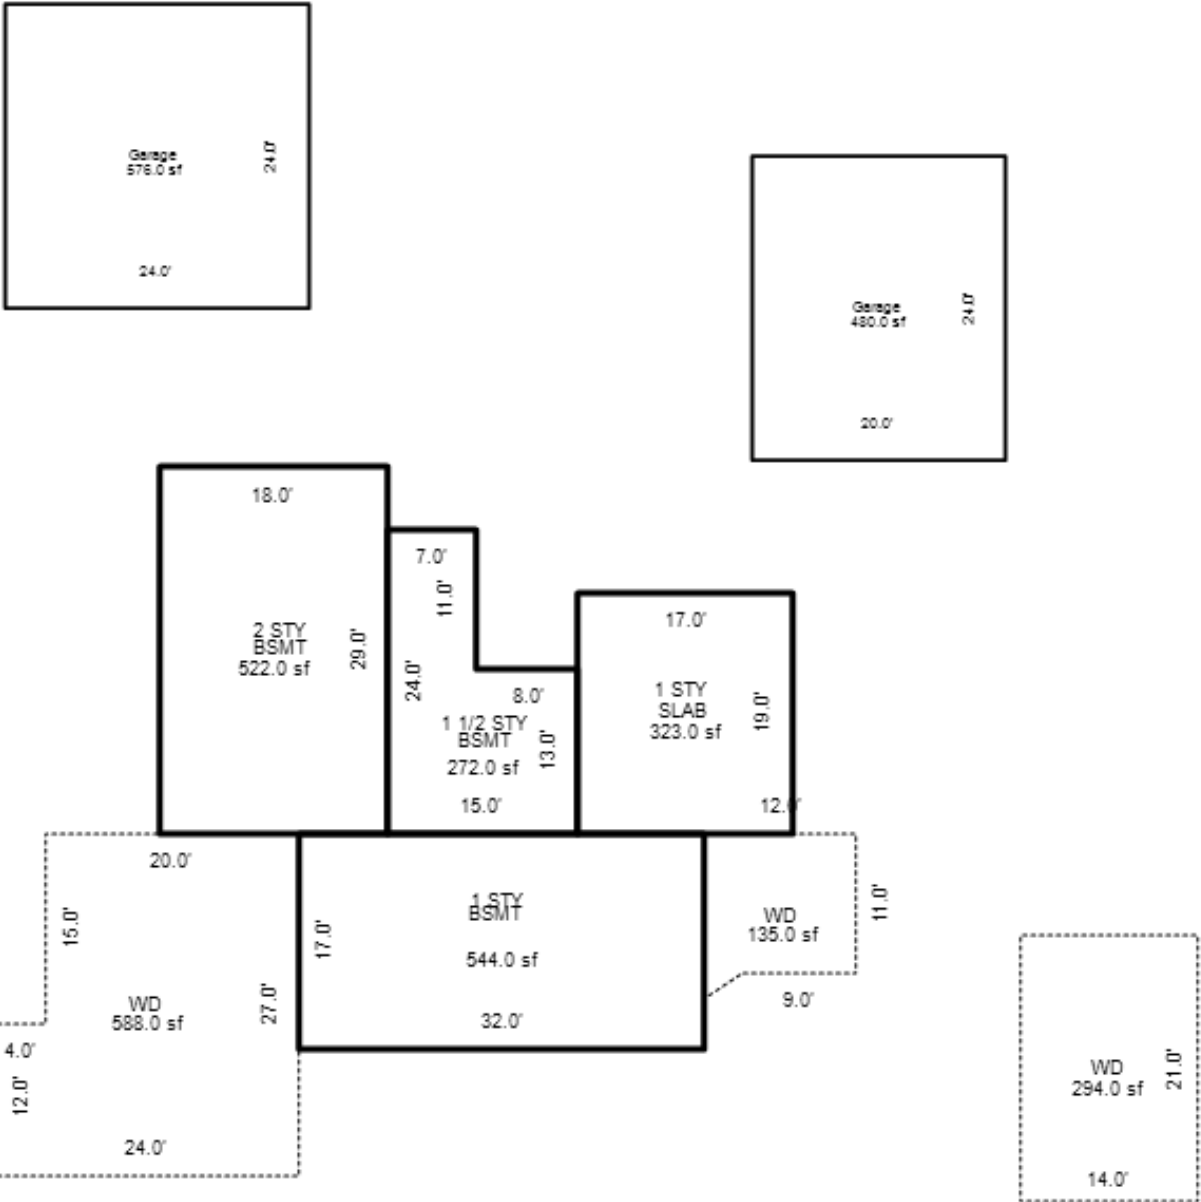 Garage
576.0 sf
24.0'
24.0'
Garage
480.0 sf
24.0'
20.0'
18.0'
2 STY
BSMT
522.0 sf
29.0'
7.0'
11.0'
24.0'
8.0'
1 1/2 STY
BSMT
272.0 sf
13.0'
15.0'
17.0'
1 STY
SLAB
323.0 sf
19.0'
12.0'
20.0'
15.0'
WD
588.0 sf
27.0'
4.0'
12.0'
24.0'
1 STY
BSMT
17.0'
544.0 sf
32.0'
WD
135.0 sf
11.0'
9.0'
WD
294.0 sf
21.0'
14.0'